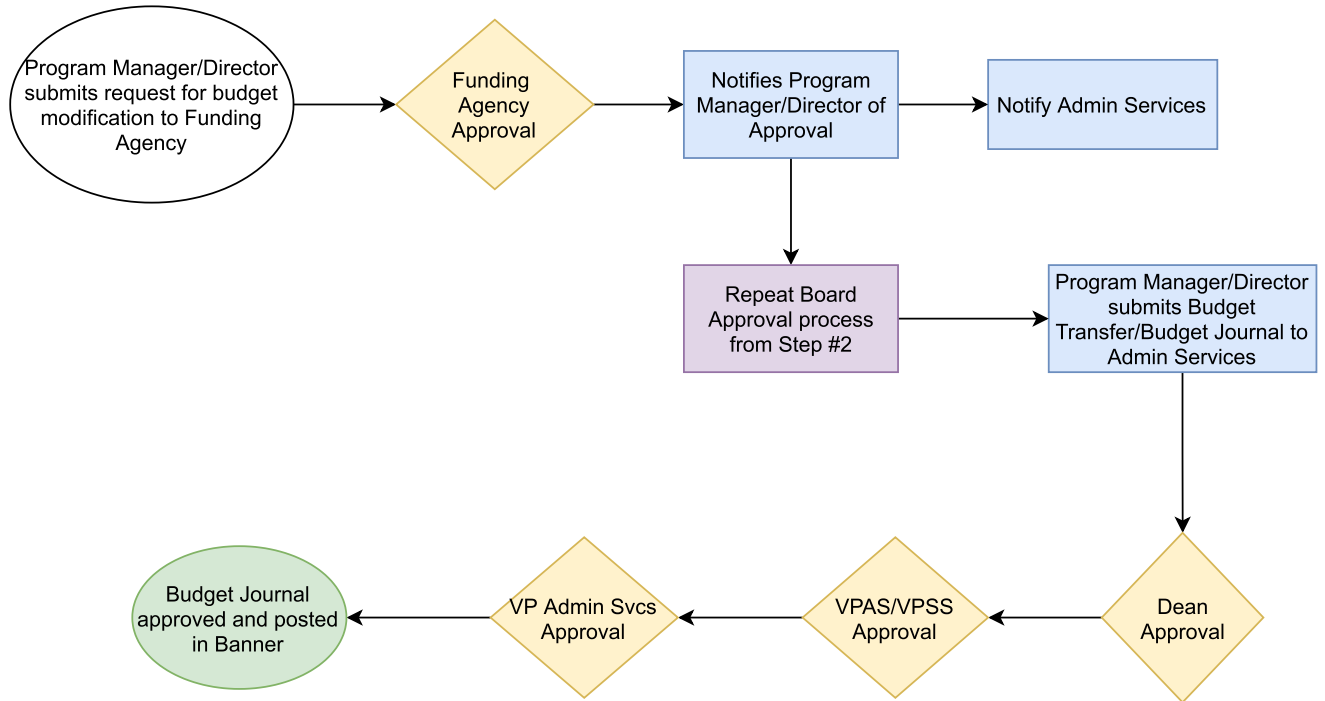 Program Manager/Director
submits request for budget
modification to Funding
Agency
Funding
Agency
Approval
Notifies Program
Manager/Director of
Approval
Notify Admin Services
Repeat Board
Approval process
from Step #2
Program Manager/Director
submits Budget
Transfer/Budget Journal to
Admin Services
Dean
Approval
VPAS/VPSS
Approval
VP Admin Svcs
Approval
Budget Journal
approved and posted
in Banner